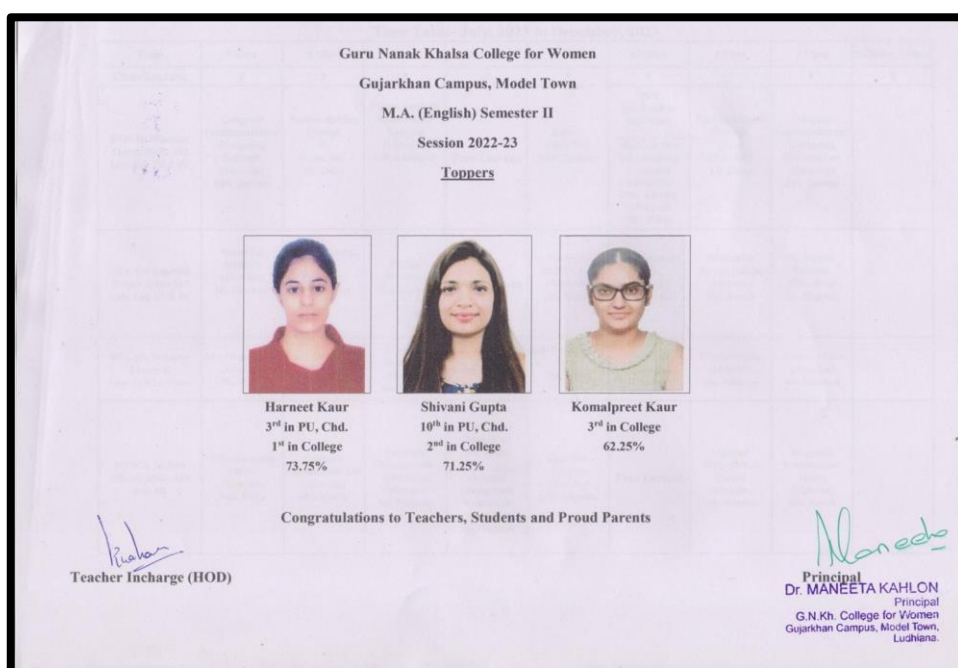 Guru Nanak Khalsa College for Women
Gujarkhan Campus, Model Town
M.A. (English) Semester II
Session 2022-23
Toppers
Harneet Kaur
3rd in PU, Chd.
1st in College
73.75%
Shivani Gupta
10th in PU, Chd.
2nd in College
71.25%
Komalpreet Kaur
3rd in College
62.25%
Congratulations to Teachers, Students and Proud Parents
Teacher Incharge (HOD)
Maneeta
Principal
Dr. MANEETA KAHLON
Principal
G.N.Kh. College for Women
Gujarkhan Campus, Model Town,
Ludhiana.